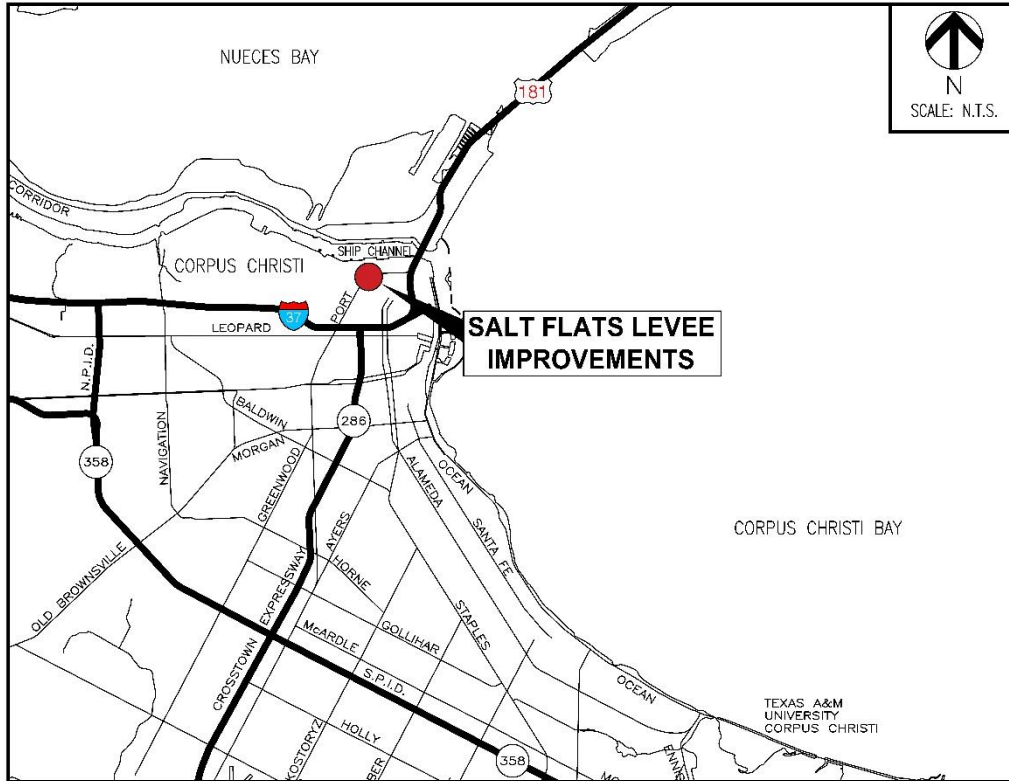 NUECES BAY
181
N
SCALE: N.T.S.
CORRIDOR
SHIP CHANNEL
CORPUS CHRISTI
PORT
37
LEOPARD
SALT FLATS LEVEE
IMPROVEMENTS
N.P.I.D.
NAVIGATION
BALDWIN
MORGAN
286
358
GREENWOOD
AYERS
ALAMEDA
OCEAN
SANTA FE
CORPUS CHRISTI BAY
OLD BROWNSVILLE
CROSSTOWN EXPRESSWAY
HORNE
STAPLES
McARDLE
GOLLIHAR
S.P.I.D.
OCEAN
TEXAS A&M
UNIVERSITY
CORPUS CHRISTI
KOSTORYZ
HOLLY
358